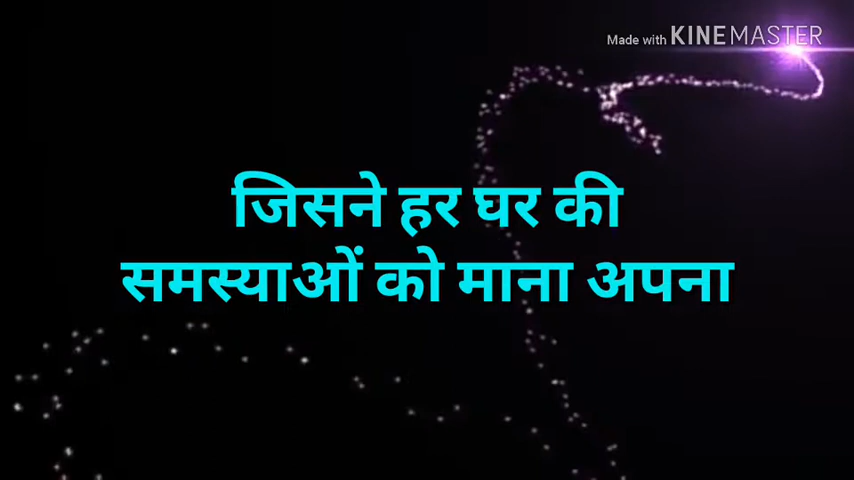 Made with KINEMASTER
जिसने हर घर की
समस्याओं को माना अपना